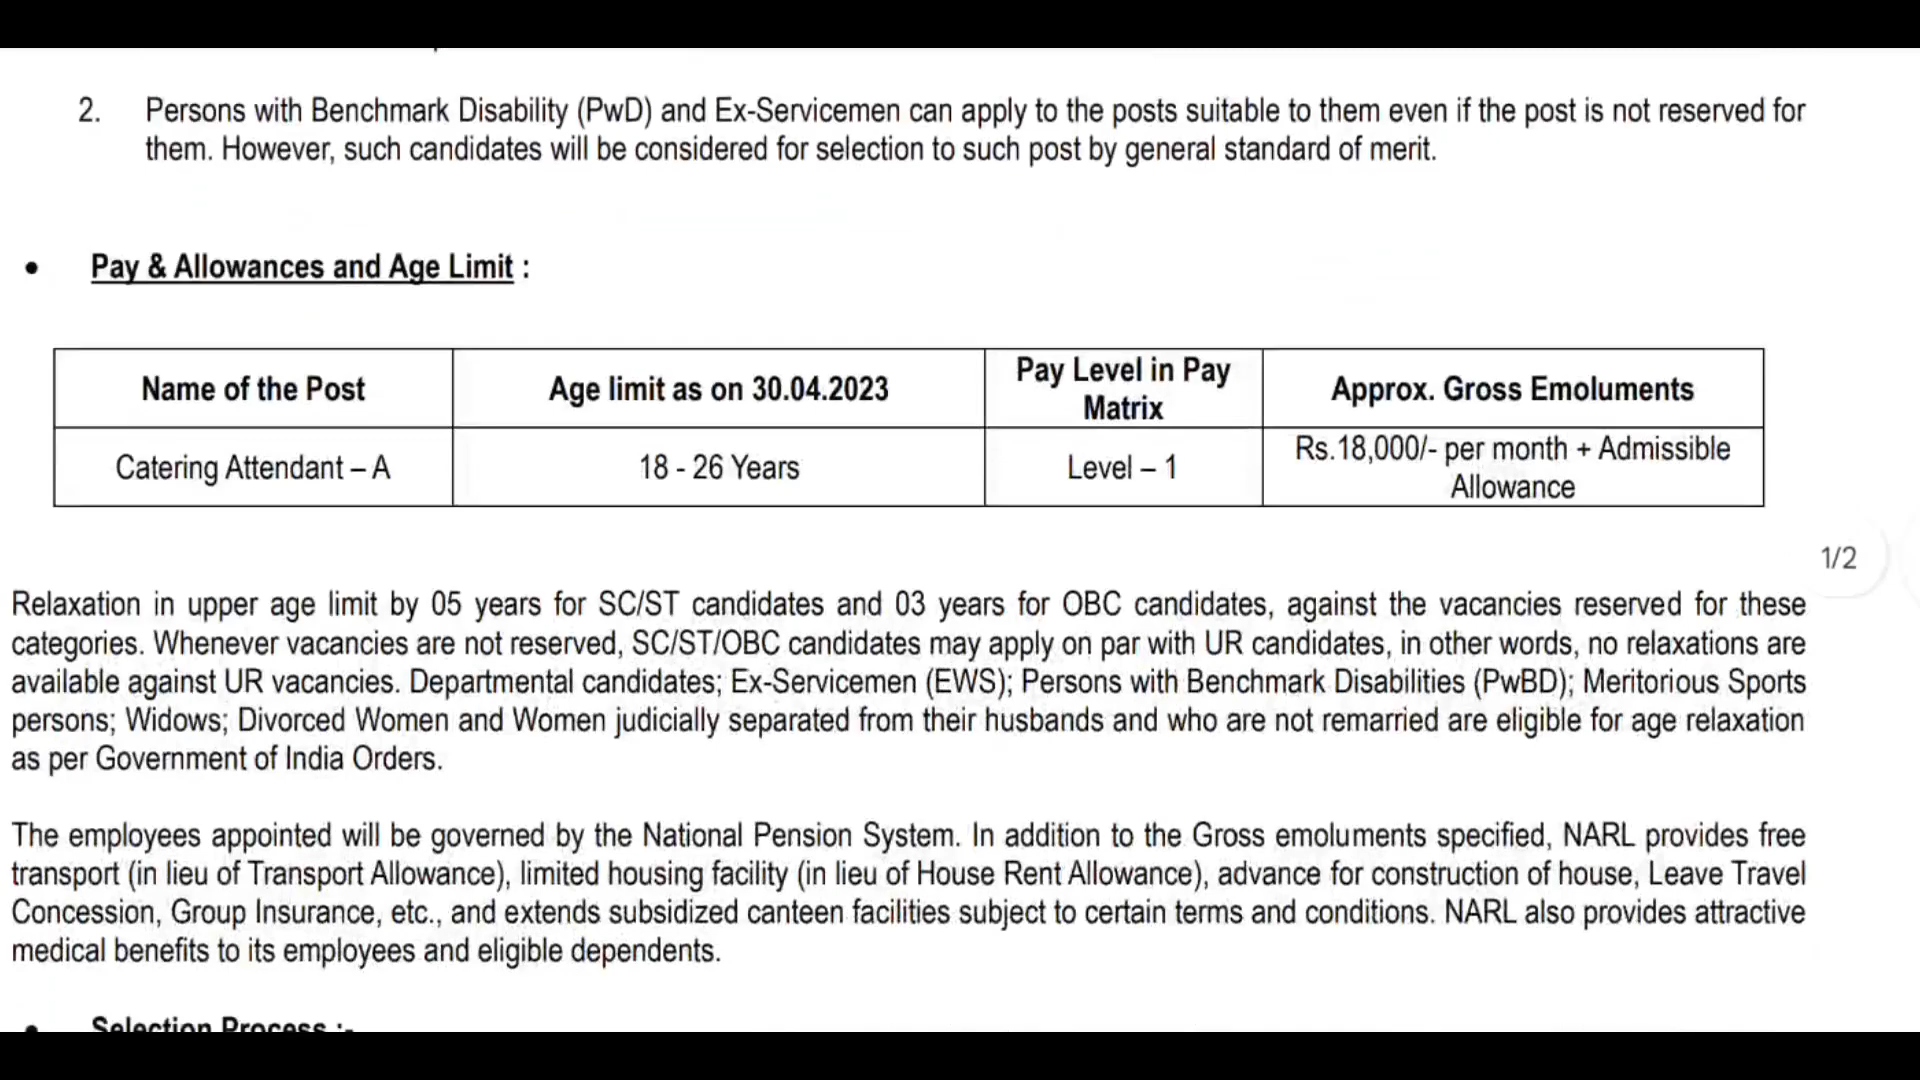 2. Persons with Benchmark Disability (PwD) and Ex-Servicemen can apply to the posts suitable to them even if the post is not reserved for
them. However, such candidates will be considered for selection to such post by general standard of merit.
• Pay & Allowances and Age Limit :
Name of the Post Age limit as on 30.04.2023 Pay Level in Pay Matrix Approx. Gross Emoluments
Catering Attendant – A 18 - 26 Years Level – 1 Rs.18,000/- per month + Admissible Allowance
1/2
Relaxation in upper age limit by 05 years for SC/ST candidates and 03 years for OBC candidates, against the vacancies reserved for these
categories. Whenever vacancies are not reserved, SC/ST/OBC candidates may apply on par with UR candidates, in other words, no relaxations are
available against UR vacancies. Departmental candidates; Ex-Servicemen (EWS); Persons with Benchmark Disabilities (PwBD); Meritorious Sports
persons; Widows; Divorced Women and Women judicially separated from their husbands and who are not remarried are eligible for age relaxation
as per Government of India Orders.
The employees appointed will be governed by the National Pension System. In addition to the Gross emoluments specified, NARL provides free
transport (in lieu of Transport Allowance), limited housing facility (in lieu of House Rent Allowance), advance for construction of house, Leave Travel
Concession, Group Insurance, etc., and extends subsidized canteen facilities subject to certain terms and conditions. NARL also provides attractive
medical benefits to its employees and eligible dependents.
• Selection Process :-